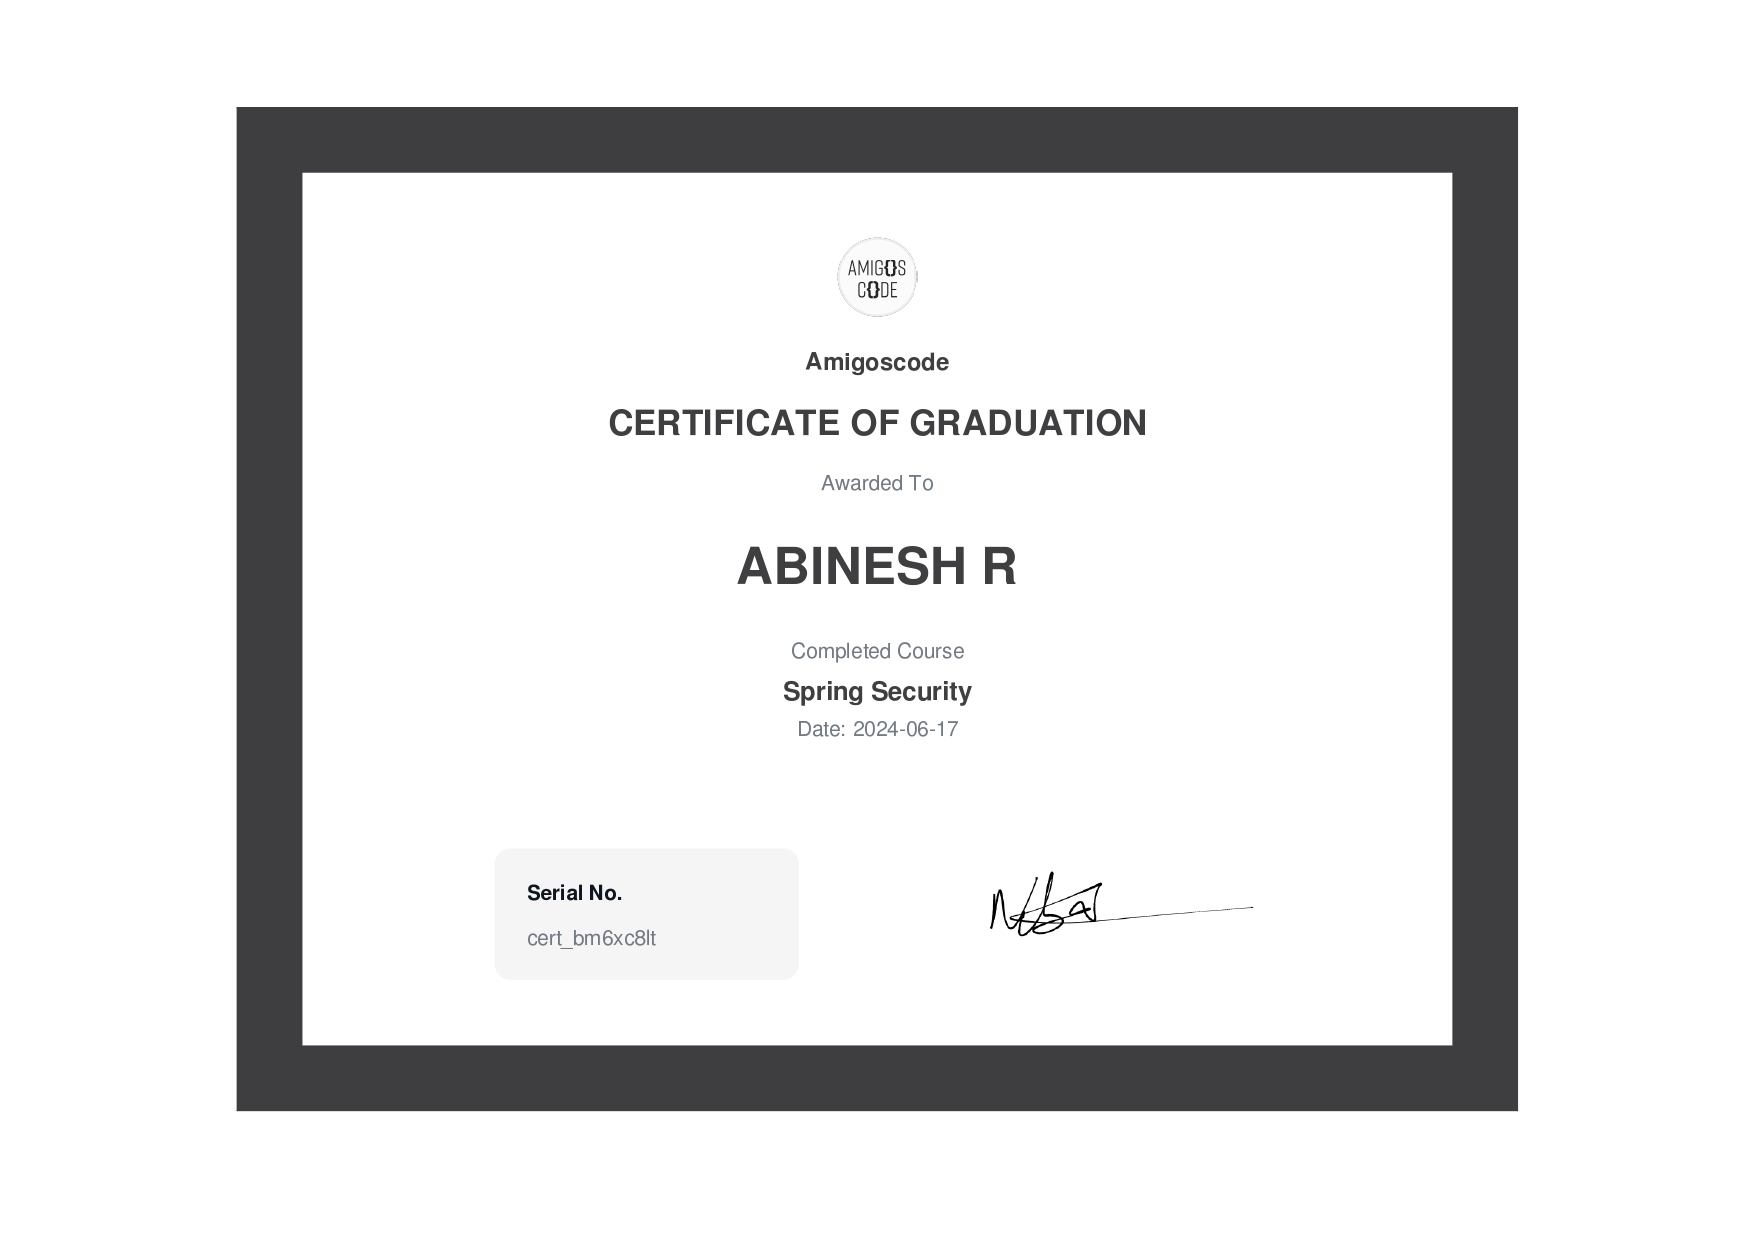 AMIGOS
CODE
Amigoscode
CERTIFICATE OF GRADUATION
Awarded To
ABINESH R
Completed Course
Spring Security
Date: 2024-06-17
Serial No.
cert_bm6xc8lt